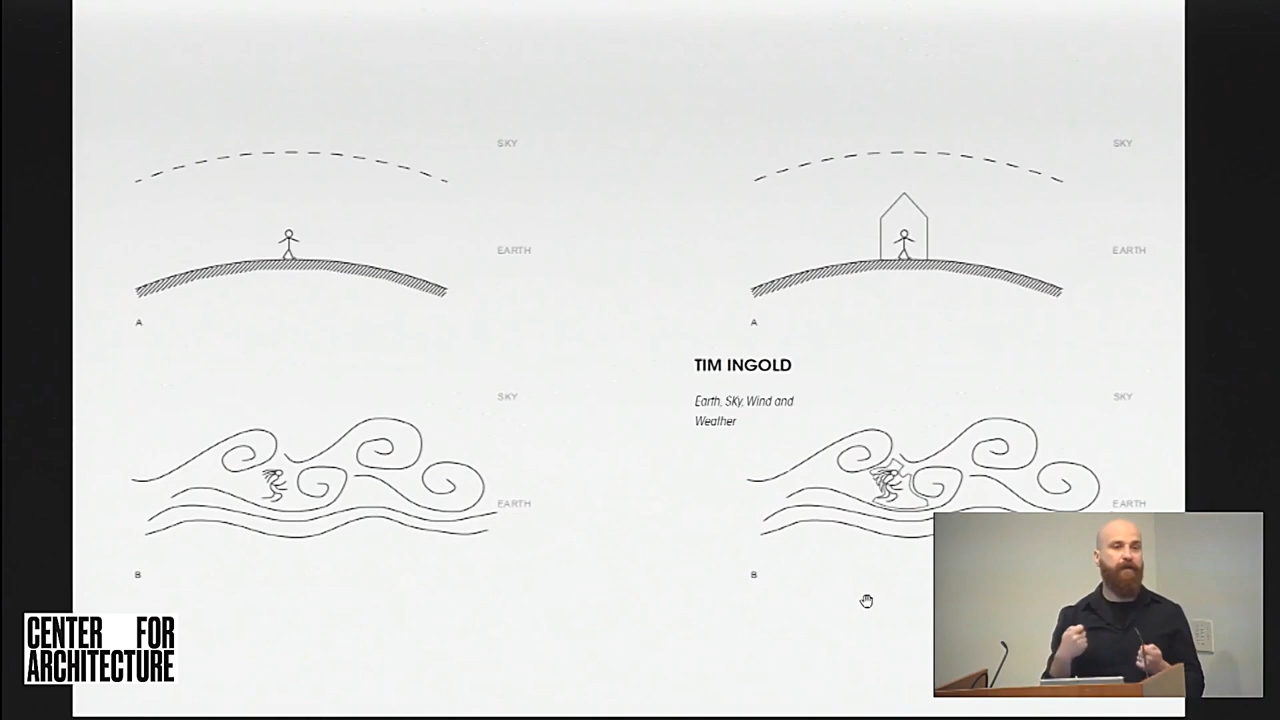 SKY
SKY
EARTH
EARTH
A
A
TIM INGOLD
Earth, SKy, Wind and
Weather
SKY
SKY
EARTH
EARTH
B
B
CENTER FOR
ARCHITECTURE